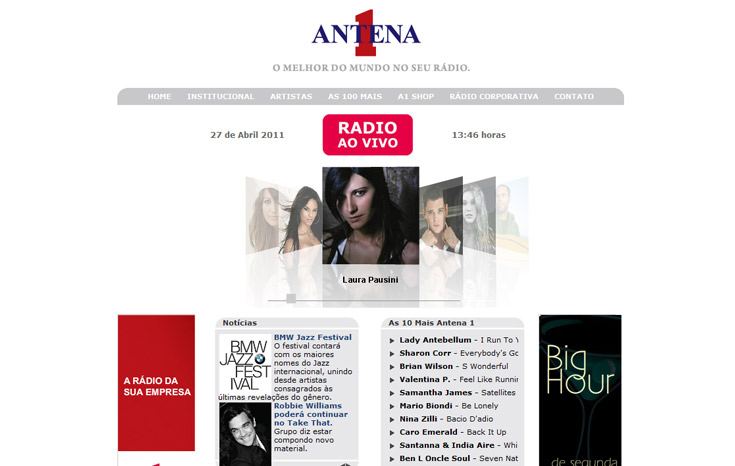 ANTENA 1
O MELHOR DO MUNDO NO SEU RÁDIO.
HOME INSTITUCIONAL ARTISTAS AS 100 MAIS A1 SHOP RÁDIO CORPORATIVA CONTATO
27 de Abril 2011
RADIO
AO VIVO
13:46 horas
Laura Pausini
A RÁDIO DA
SUA EMPRESA
1
Notícias
BMW
JAZZ
FEST
IVAL
BMW Jazz Festival
O festival contará
com os maiores
nomes do Jazz
internacional, unindo
desde artistas
consagrados às
últimas revelações do gênero.
Robbie Williams
poderá continuar
no Take That.
Grupo diz estar
compondo novo
material.
As 10 Mais Antena 1
Lady Antebellum - I Run To Y
Sharon Corr - Everybody's Go
Brian Wilson - S Wonderful
Valentina P. - Feel Like Runnin
Samantha James - Satellites
Mario Biondi - Be Lonely
Nina Zilli - Bacio D'adio
Caro Emerald - Back It Up
Santanna & India Aire - Whi
Ben L Oncle Soul - Seven Nat
Big
Hour
de segunda